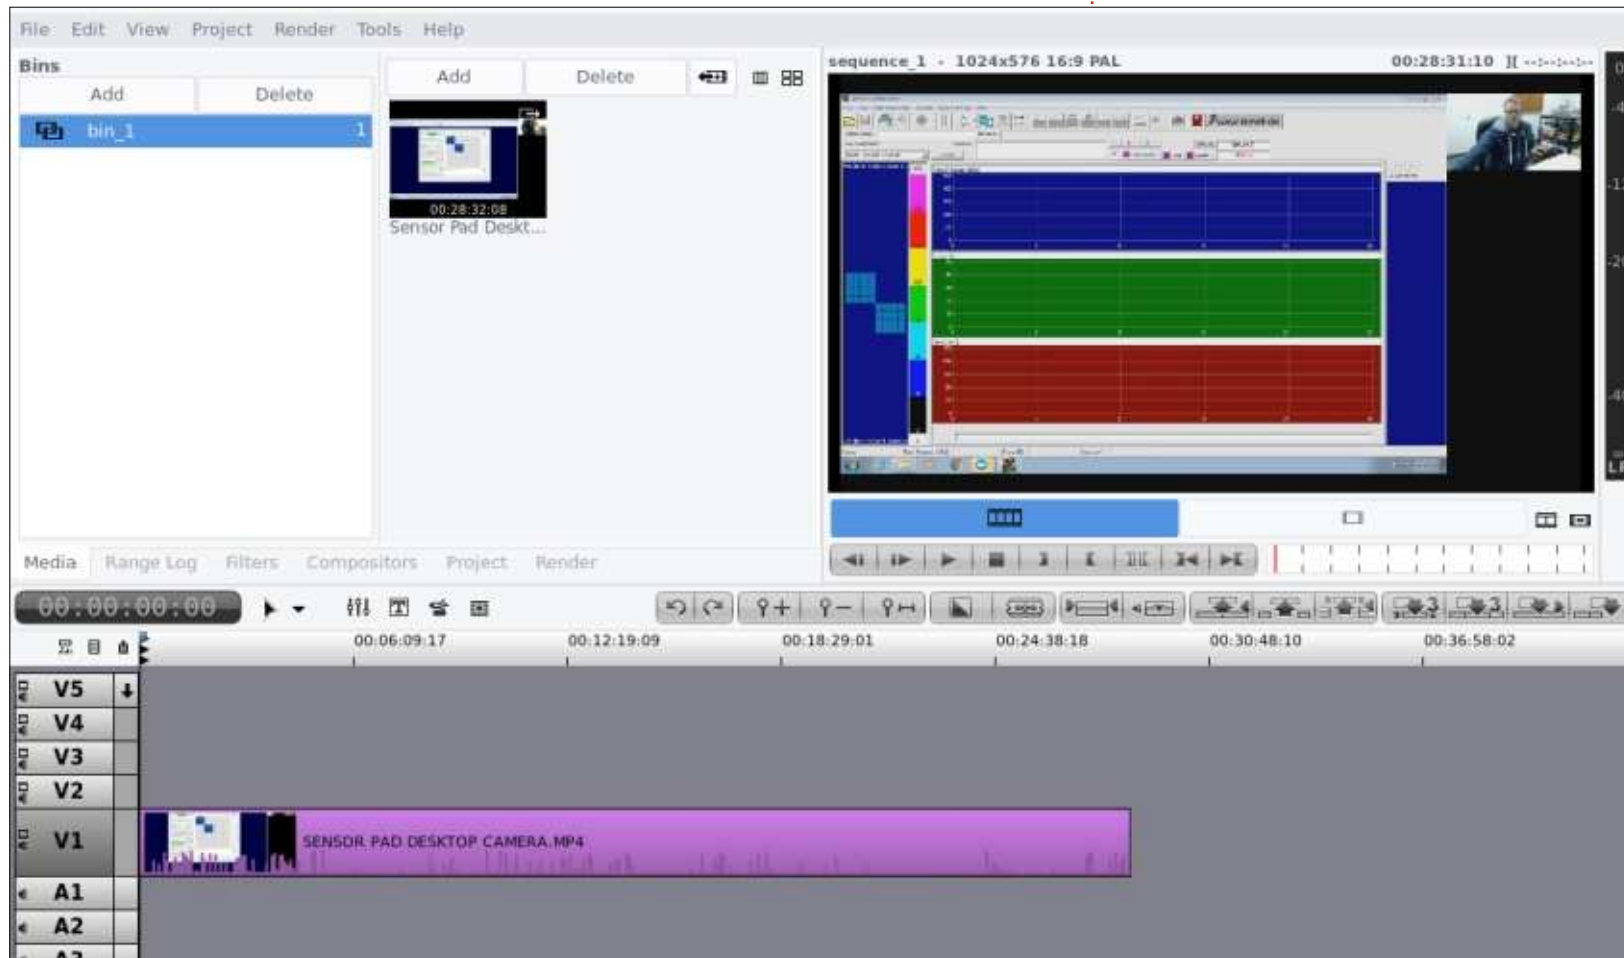 File Edit View Project Render Tools Help
Bins
Add Delete
bin_1 1
Add Delete
00:28:32:08
Sensor Pad Deskt...
sequence_1 - 1024x576 16:9 PAL 00:28:31:10 ][ --:--:--:--
Media Range Log Filters Compositors Project Render
00:00:00:00
00:06:09:17 00:12:19:09 00:18:29:01 00:24:38:18 00:30:48:10 00:36:58:02
V5
V4
V3
V2
V1 SENSOR PAD DESKTOP CAMERA.MP4
A1
A2